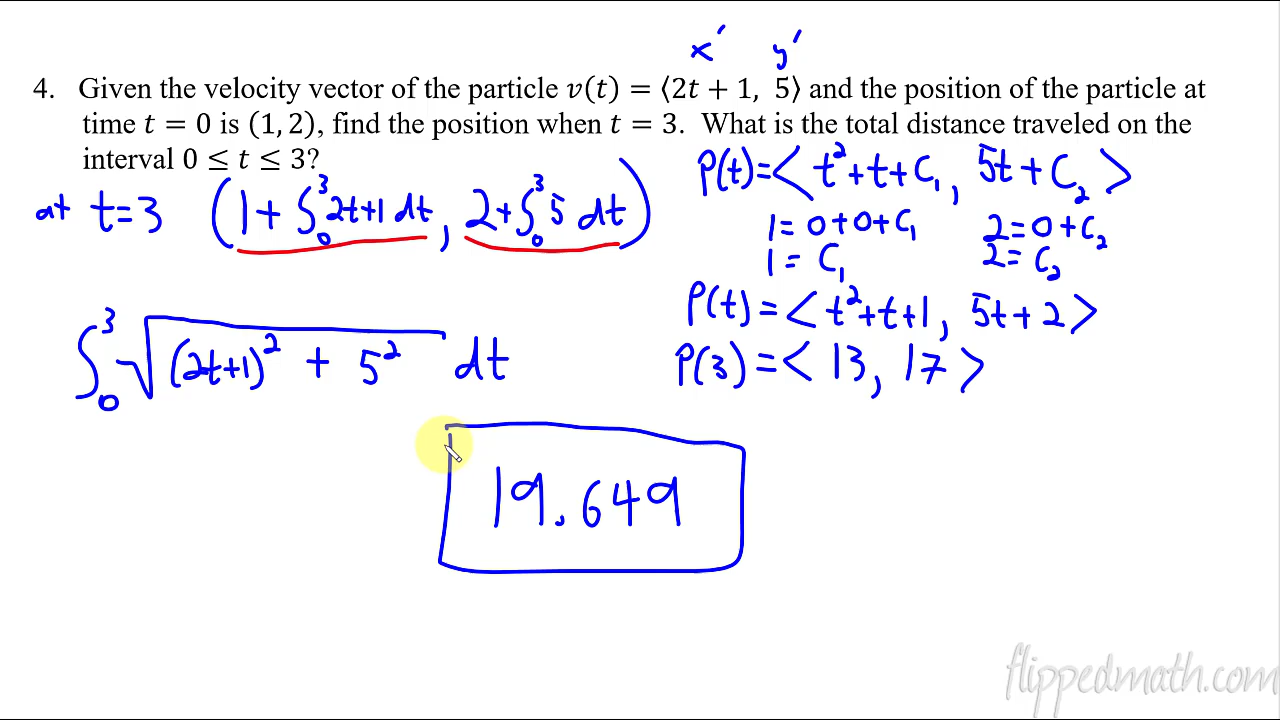 x′ y′
4. Given the velocity vector of the particle v(t) = ⟨2t + 1, 5⟩ and the position of the particle at
time t = 0 is (1, 2), find the position when t = 3. What is the total distance traveled on the
interval 0 ≤ t ≤ 3?
at t=3 (1+∫₀³ 2t+1 dt, 2+∫₀³ 5 dt)
P(t)=< t²+t+C₁, 5t+C₂ >
1=0+0+C₁ 2=0+C₂
1=C₁ 2=C₂
P(t)=< t²+t+1, 5t+2 >
P(3)=< 13, 17 >
∫₀³ √((2t+1)² + 5²) dt
19.649
flippedmath.com